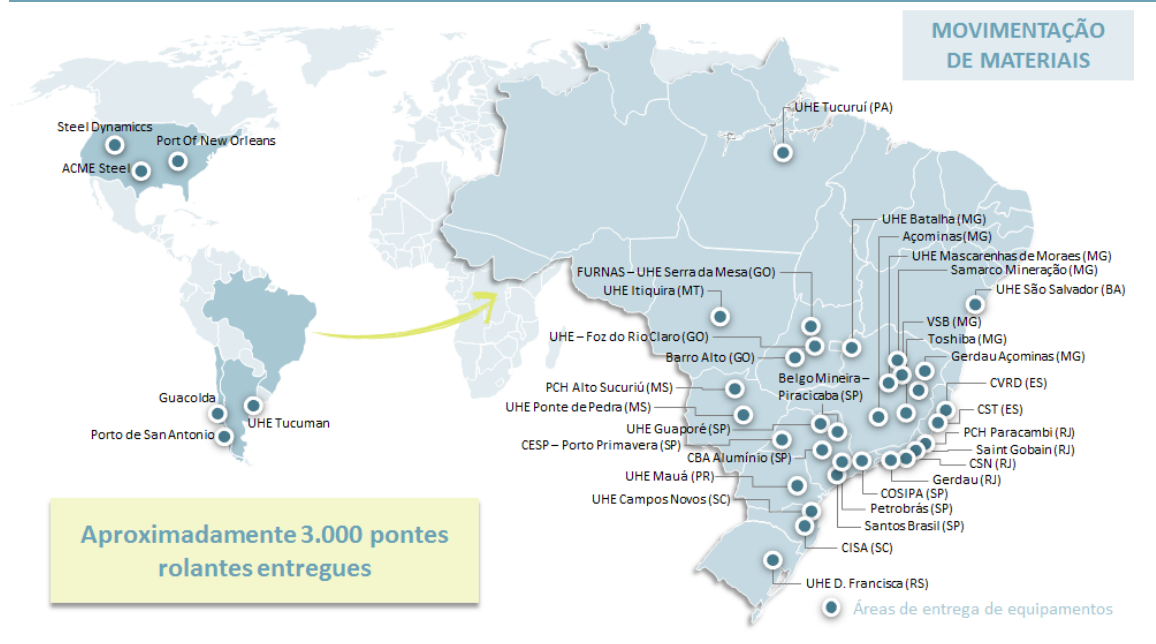 MOVIMENTAÇÃO
DE MATERIAIS
Steel Dynamiccs
Port Of New Orleans
ACME Steel
Guacolda
UHE Tucuman
Porto de San Antonio
UHE Tucuruí (PA)
UHE Batalha (MG)
Açominas (MG)
UHE Mascarenhas de Moraes (MG)
Samarco Mineração (MG)
FURNAS – UHE Serra da Mesa (GO)
UHE Itiquira (MT)
UHE São Salvador (BA)
VSB (MG)
UHE – Foz do Rio Claro (GO)
Toshiba (MG)
Barro Alto (GO)
Gerdau Açominas (MG)
Belgo Mineira –
Piracicaba (SP)
PCH Alto Sucuriú (MS)
CVRD (ES)
UHE Ponte de Pedra (MS)
CST (ES)
UHE Guaporé (SP)
PCH Paracambi (RJ)
CESP – Porto Primavera (SP)
Saint Gobain (RJ)
CBA Alumínio (SP)
CSN (RJ)
UHE Mauá (PR)
Gerdau (RJ)
UHE Campos Novos (SC)
COSIPA (SP)
Petrobrás (SP)
Santos Brasil (SP)
CISA (SC)
UHE D. Francisca (RS)
Aproximadamente 3.000 pontes
rolantes entregues
Áreas de entrega de equipamentos